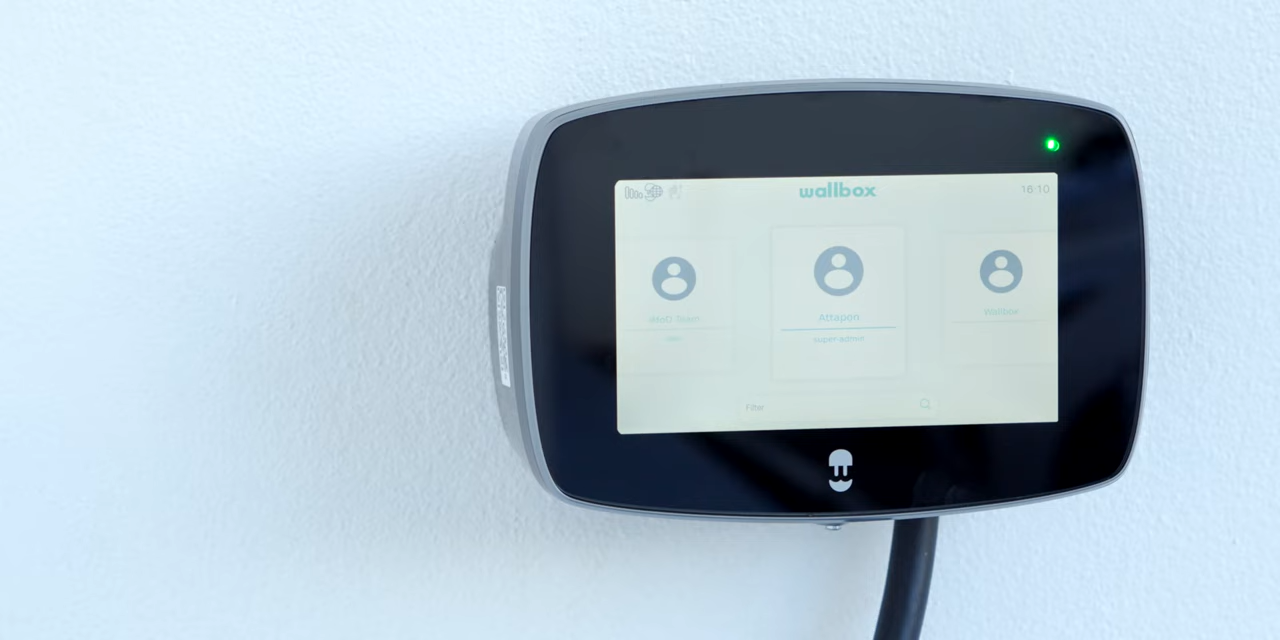 wallbox
16:10
Attapon
Wallbox
super-admin
Filter